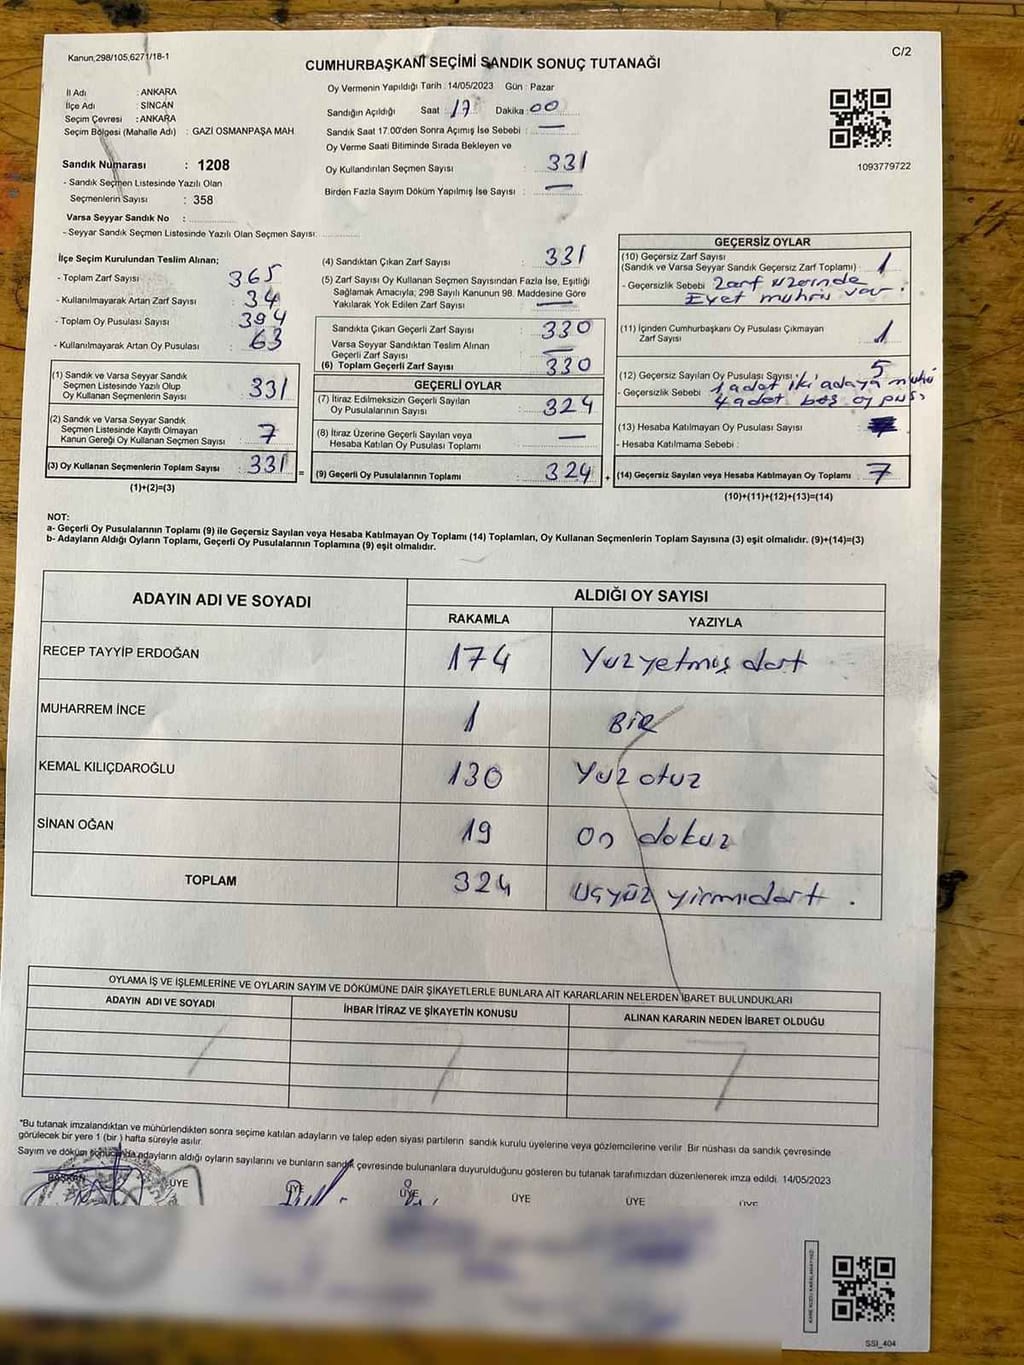 Kanun;298/105,6271/18-1
C/2
CUMHURBAŞKANI SEÇİMİ SANDIK SONUÇ TUTANAĞI
İl Adı : ANKARA
İlçe Adı : SİNCAN
Seçim Çevresi : ANKARA
Seçim Bölgesi (Mahalle Adı) : GAZİ OSMANPAŞA MAH
Sandık Numarası : 1208
- Sandık Seçmen Listesinde Yazılı Olan
Seçmenlerin Sayısı : 358
Varsa Seyyar Sandık No :
- Seyyar Sandık Seçmen Listesinde Yazılı Olan Seçmen Sayısı:
Oy Vermenin Yapıldığı Tarih : 14/05/2023 Gün : Pazar
Sandığın Açıldığı Saat : 17 Dakika : 00
Sandık Saat 17:00'den Sonra Açılmış İse Sebebi : —
Oy Verme Saati Bitiminde Sırada Bekleyen ve
Oy Kullandırılan Seçmen Sayısı : 331
Birden Fazla Sayım Döküm Yapılmış İse Sayısı : —
1093779722
İlçe Seçim Kurulundan Teslim Alınan;
- Toplam Zarf Sayısı : 365
- Kullanılmayarak Artan Zarf Sayısı : 34
- Toplam Oy Pusulası Sayısı : 394
- Kullanılmayarak Artan Oy Pusulası : 63
(1) Sandık ve Varsa Seyyar Sandık
Seçmen Listesinde Yazılı Olup
Oy Kullanan Seçmenlerin Sayısı : 331
(2) Sandık ve Varsa Seyyar Sandık
Seçmen Listesinde Kayıtlı Olmayan
Kanun Gereği Oy Kullanan Seçmen Sayısı : 7
(3) Oy Kullanan Seçmenlerin Toplam Sayısı : 331
(1)+(2)=(3)
(4) Sandıktan Çıkan Zarf Sayısı : 331
(5) Zarf Sayısı Oy Kullanan Seçmen Sayısından Fazla İse, Eşitliği
Sağlamak Amacıyla; 298 Sayılı Kanunun 98. Maddesine Göre
Yakılarak Yok Edilen Zarf Sayısı : —
Sandıkta Çıkan Geçerli Zarf Sayısı : 330
Varsa Seyyar Sandıktan Teslim Alınan
Geçerli Zarf Sayısı : —
(6) Toplam Geçerli Zarf Sayısı : 330
GEÇERLİ OYLAR
(7) İtiraz Edilmeksizin Geçerli Sayılan
Oy Pusulalarının Sayısı : 324
(8) İtiraz Üzerine Geçerli Sayılan veya
Hesaba Katılan Oy Pusulası Toplamı : —
(9) Geçerli Oy Pusulalarının Toplamı : 324
GEÇERSİZ OYLAR
(10) Geçersiz Zarf Sayısı
(Sandık ve Varsa Seyyar Sandık Geçersiz Zarf Toplamı) : 1
- Geçersizlik Sebebi : Zarf üzerinde
Evet muhru var.
(11) İçinden Cumhurbaşkanı Oy Pusulası Çıkmayan
Zarf Sayısı : 1
(12) Geçersiz Sayılan Oy Pusulası Sayısı : 5
- Geçersizlik Sebebi : 1 adet iki adaya muhü
4 adet boş oy pus
(13) Hesaba Katılmayan Oy Pusulası Sayısı :
- Hesaba Katılmama Sebebi :
+ (14) Geçersiz Sayılan veya Hesaba Katılmayan Oy Toplamı : 7
(10)+(11)+(12)+(13)=(14)
NOT:
a- Geçerli Oy Pusulalarının Toplamı (9) ile Geçersiz Sayılan veya Hesaba Katılmayan Oy Toplamı (14) Toplamları, Oy Kullanan Seçmenlerin Toplam Sayısına (3) eşit olmalıdır. (9)+(14)=(3)
b- Adayların Aldığı Oyların Toplamı, Geçerli Oy Pusulalarının Toplamına (9) eşit olmalıdır.
ADAYIN ADI VE SOYADI
ALDIĞI OY SAYISI
RAKAMLA YAZIYLA
RECEP TAYYİP ERDOĞAN 174 Yuzyetmiş dort
MUHARREM İNCE 1 BİR
KEMAL KILIÇDAROĞLU 130 Yuz otuz
SİNAN OĞAN 19 On dokuz
TOPLAM 324 üçyüz yirmidort .
OYLAMA İŞ VE İŞLEMLERİNE VE OYLARIN SAYIM VE DÖKÜMÜNE DAİR ŞİKAYETLERLE BUNLARA AİT KARARLARIN NELERDEN İBARET BULUNDUKLARI
ADAYIN ADI VE SOYADI
İHBAR İTİRAZ VE ŞİKAYETİN KONUSU
ALINAN KARARIN NEDEN İBARET OLDUĞU
*Bu tutanak imzalandıktan ve mühürlendikten sonra seçime katılan adayların ve talep eden siyasi partilerin sandık kurulu üyelerine veya gözlemcilerine verilir. Bir nüshası da sandık çevresinde
görülecek bir yere 1 (bir ) hafta süreyle asılır.
Sayım ve döküm sonucunda adayların aldığı oyların sayılarını ve bunların sandık çevresinde bulunanlara duyurulduğunu gösteren bu tutanak tarafımızdan düzenlenerek imza edildi. 14/05/2023
BAŞKAN ÜYE ÜYE ÜYE ÜYE ÜYE ÜYE
SSI_404